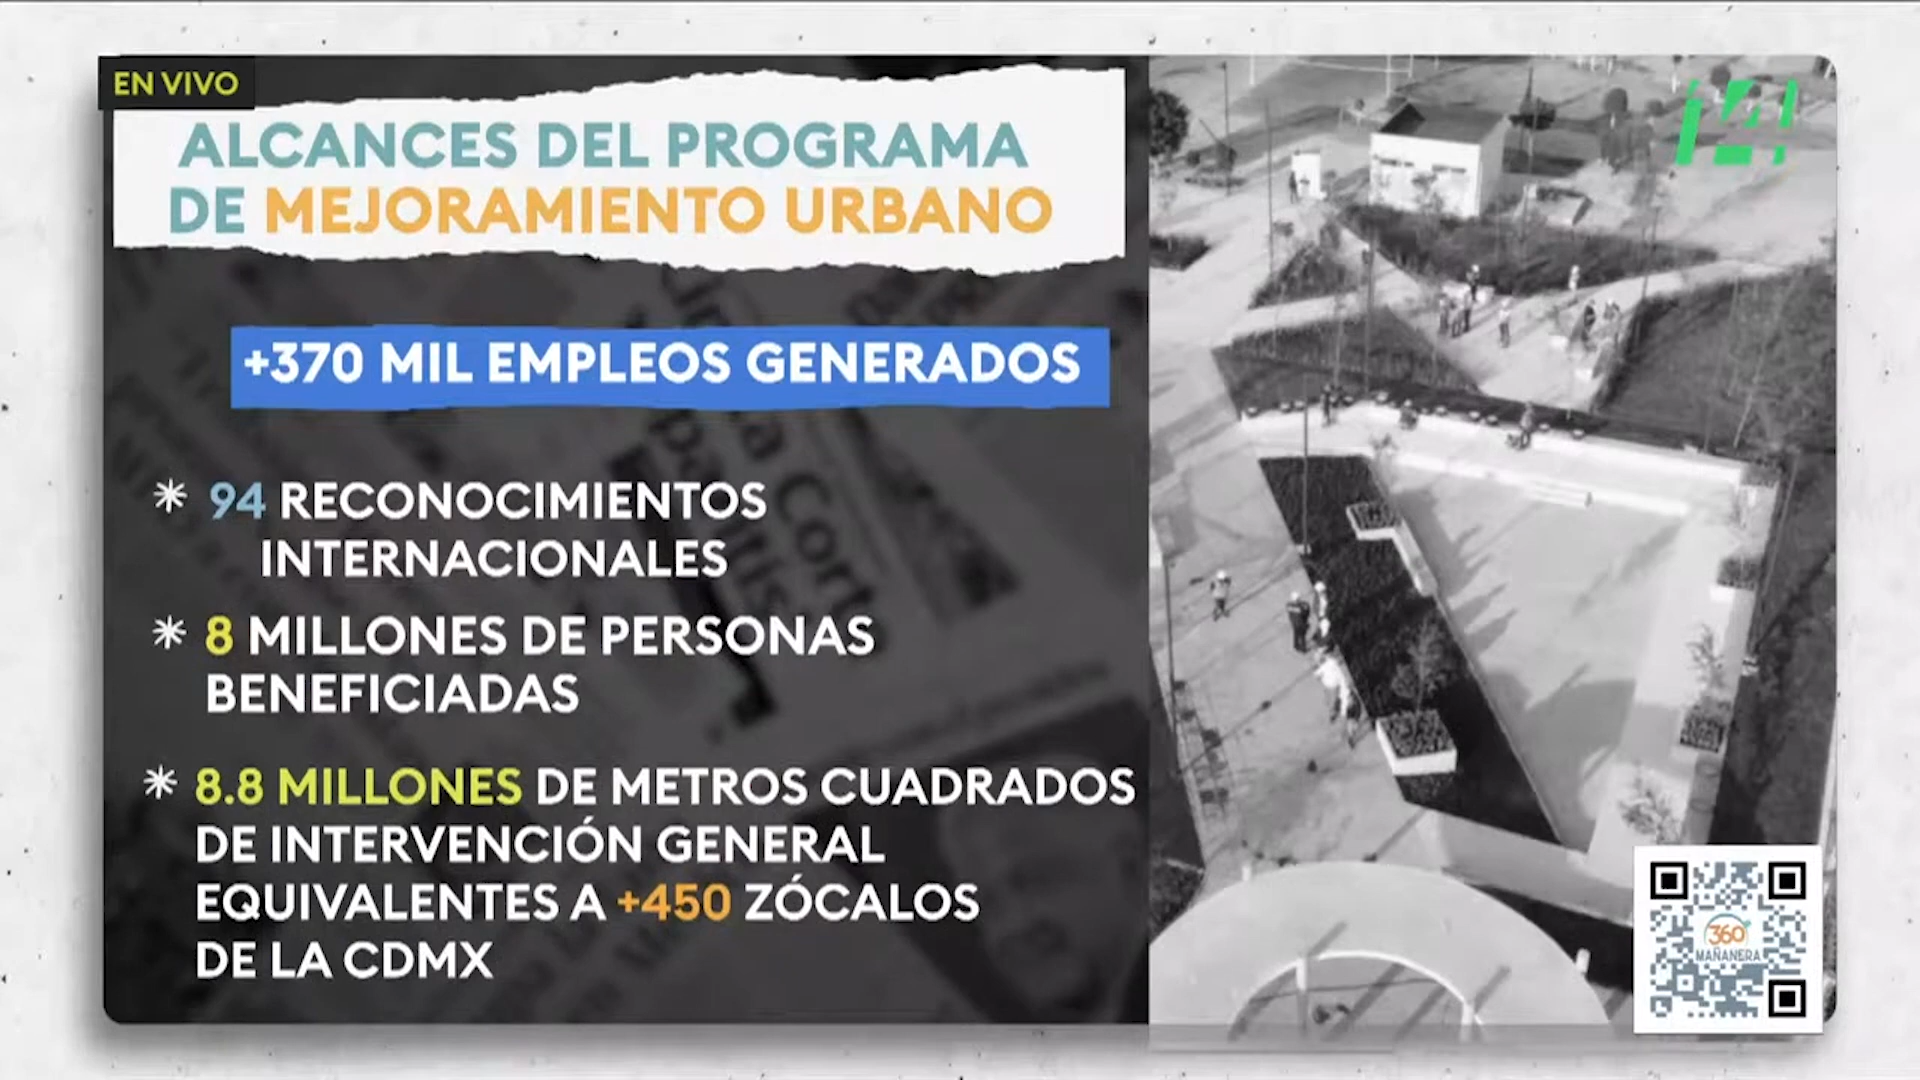 EN VIVO
ALCANCES DEL PROGRAMA
DE MEJORAMIENTO URBANO
+370 MIL EMPLEOS GENERADOS
* 94 RECONOCIMIENTOS
INTERNACIONALES
* 8 MILLONES DE PERSONAS
BENEFICIADAS
* 8.8 MILLONES DE METROS CUADRADOS
DE INTERVENCIÓN GENERAL
EQUIVALENTES A +450 ZÓCALOS
DE LA CDMX
14
360
MAÑANERA